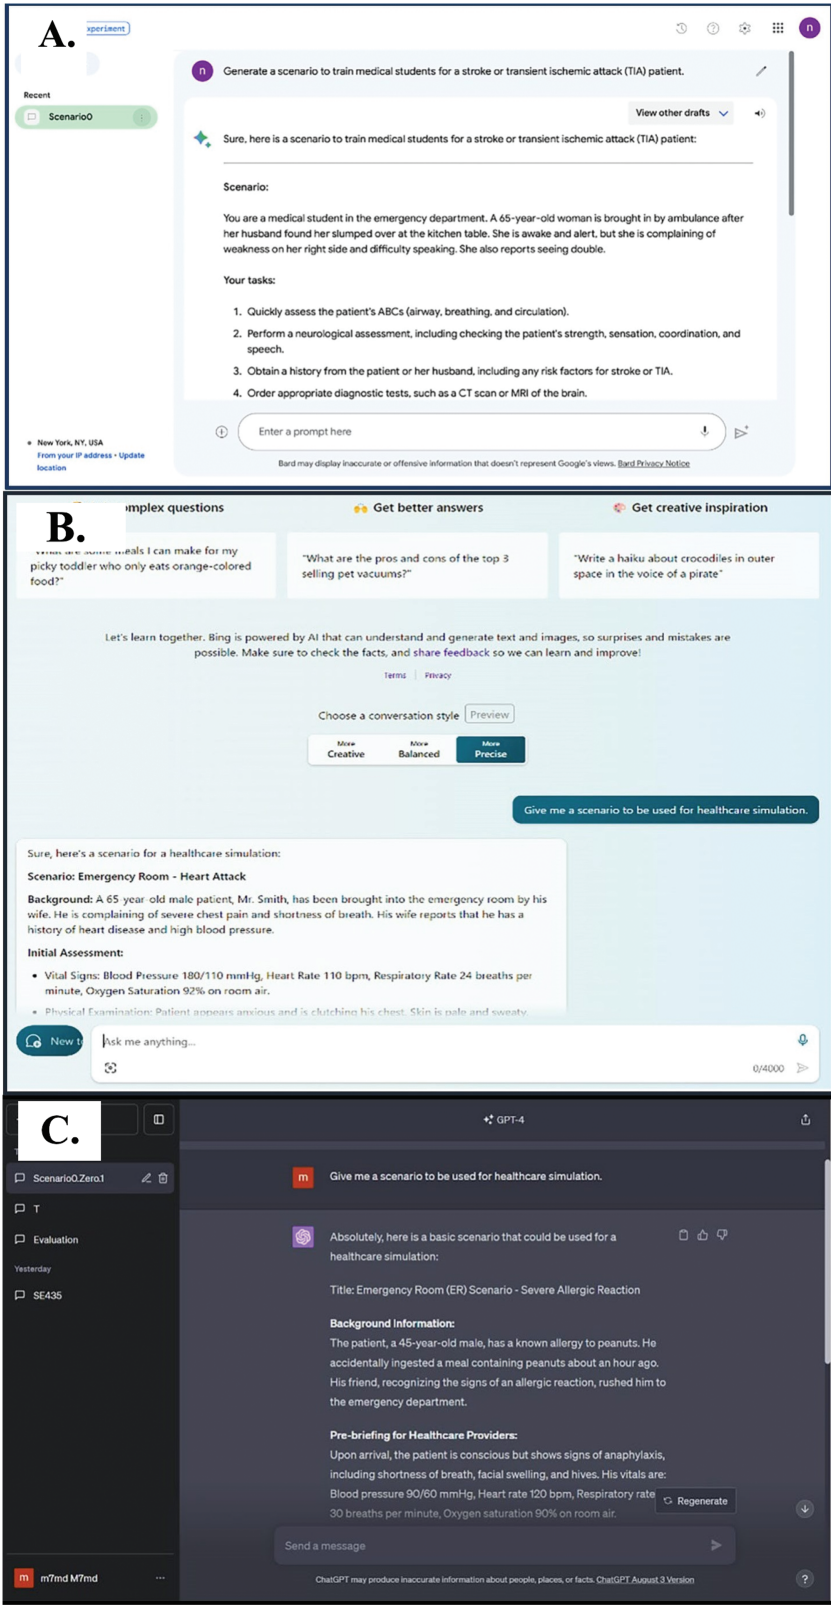 A.
xperiment
n
n
Generate a scenario to train medical students for a stroke or transient ischemic attack (TIA) patient.
Recent
Scenario0
View other drafts
Sure, here is a scenario to train medical students for a stroke or transient ischemic attack (TIA) patient:
Scenario:
You are a medical student in the emergency department. A 65-year-old woman is brought in by ambulance after
her husband found her slumped over at the kitchen table. She is awake and alert, but she is complaining of
weakness on her right side and difficulty speaking. She also reports seeing double.
Your tasks:
1. Quickly assess the patient's ABCs (airway, breathing, and circulation).
2. Perform a neurological assessment, including checking the patient's strength, sensation, coordination, and
speech.
3. Obtain a history from the patient or her husband, including any risk factors for stroke or TIA.
4. Order appropriate diagnostic tests, such as a CT scan or MRI of the brain.
New York, NY, USA
From your IP address • Update
location
Enter a prompt here
Bard may display inaccurate or offensive information that doesn't represent Google's views. Bard Privacy Notice
B.
omplex questions
Get better answers
Get creative inspiration
"What are some meals I can make for my
picky toddler who only eats orange-colored
food?"
"What are the pros and cons of the top 3
selling pet vacuums?"
"Write a haiku about crocodiles in outer
space in the voice of a pirate"
Let's learn together. Bing is powered by AI that can understand and generate text and images, so surprises and mistakes are
possible. Make sure to check the facts, and share feedback so we can learn and improve!
Terms | Privacy
Choose a conversation style Preview
More
Creative
More
Balanced
More
Precise
Give me a scenario to be used for healthcare simulation.
Sure, here's a scenario for a healthcare simulation:
Scenario: Emergency Room - Heart Attack
Background: A 65-year-old male patient, Mr. Smith, has been brought into the emergency room by his
wife. He is complaining of severe chest pain and shortness of breath. His wife reports that he has a
history of heart disease and high blood pressure.
Initial Assessment:
• Vital Signs: Blood Pressure 180/110 mmHg, Heart Rate 110 bpm, Respiratory Rate 24 breaths per
minute, Oxygen Saturation 92% on room air.
• Physical Examination: Patient appears anxious and is clutching his chest. Skin is pale and sweaty.
New t
Ask me anything...
0/4000
C.
GPT-4
Scenario0.Zero.1
T
Evaluation
Yesterday
SE435
m
Give me a scenario to be used for healthcare simulation.
Absolutely, here is a basic scenario that could be used for a
healthcare simulation:
Title: Emergency Room (ER) Scenario - Severe Allergic Reaction
Background Information:
The patient, a 45-year-old male, has a known allergy to peanuts. He
accidentally ingested a meal containing peanuts about an hour ago.
His friend, recognizing the signs of an allergic reaction, rushed him to
the emergency department.
Pre-briefing for Healthcare Providers:
Upon arrival, the patient is conscious but shows signs of anaphylaxis,
including shortness of breath, facial swelling, and hives. His vitals are:
Blood pressure 90/60 mmHg, Heart rate 120 bpm, Respiratory rate
30 breaths per minute, Oxygen saturation 90% on room air.
Regenerate
Send a message
m
m7md M7md
ChatGPT may produce inaccurate information about people, places, or facts. ChatGPT August 3 Version
?